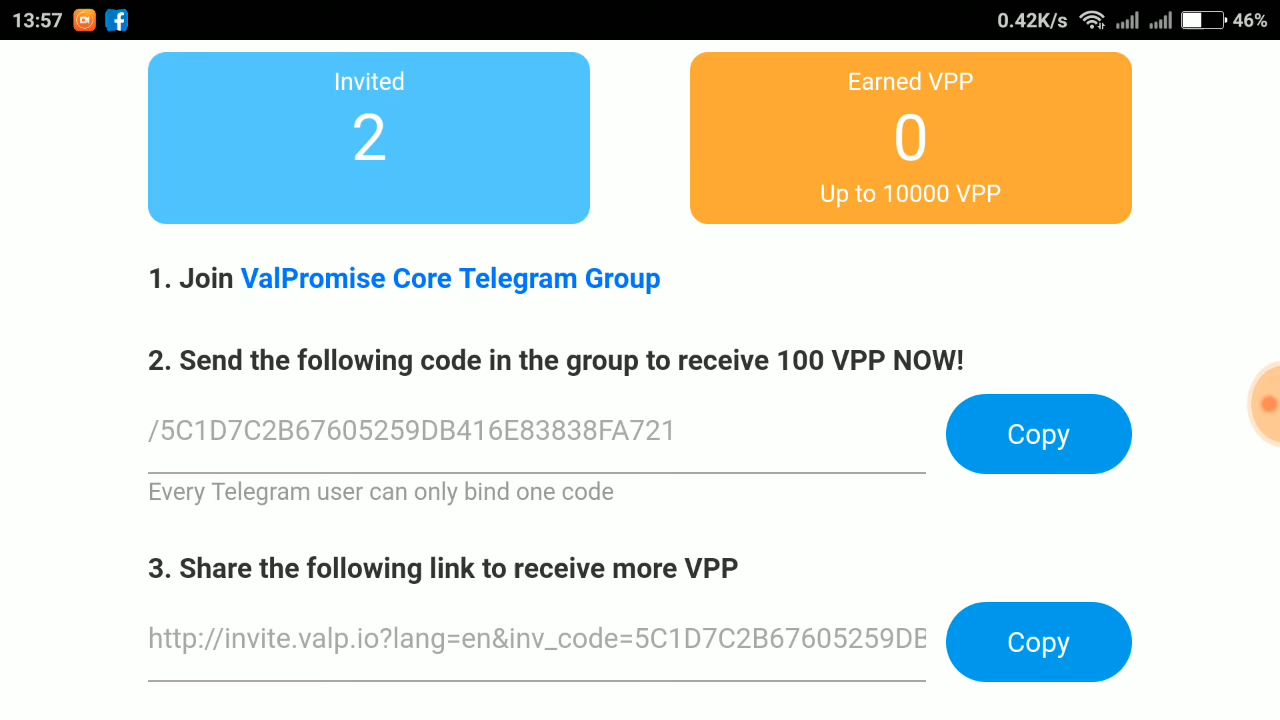 13:57 0.42K/s 46%
Invited
2
Earned VPP
0
Up to 10000 VPP
1. Join ValPromise Core Telegram Group
2. Send the following code in the group to receive 100 VPP NOW!
/5C1D7C2B67605259DB416E83838FA721
Copy
Every Telegram user can only bind one code
3. Share the following link to receive more VPP
http://invite.valp.io?lang=en&inv_code=5C1D7C2B67605259DB
Copy